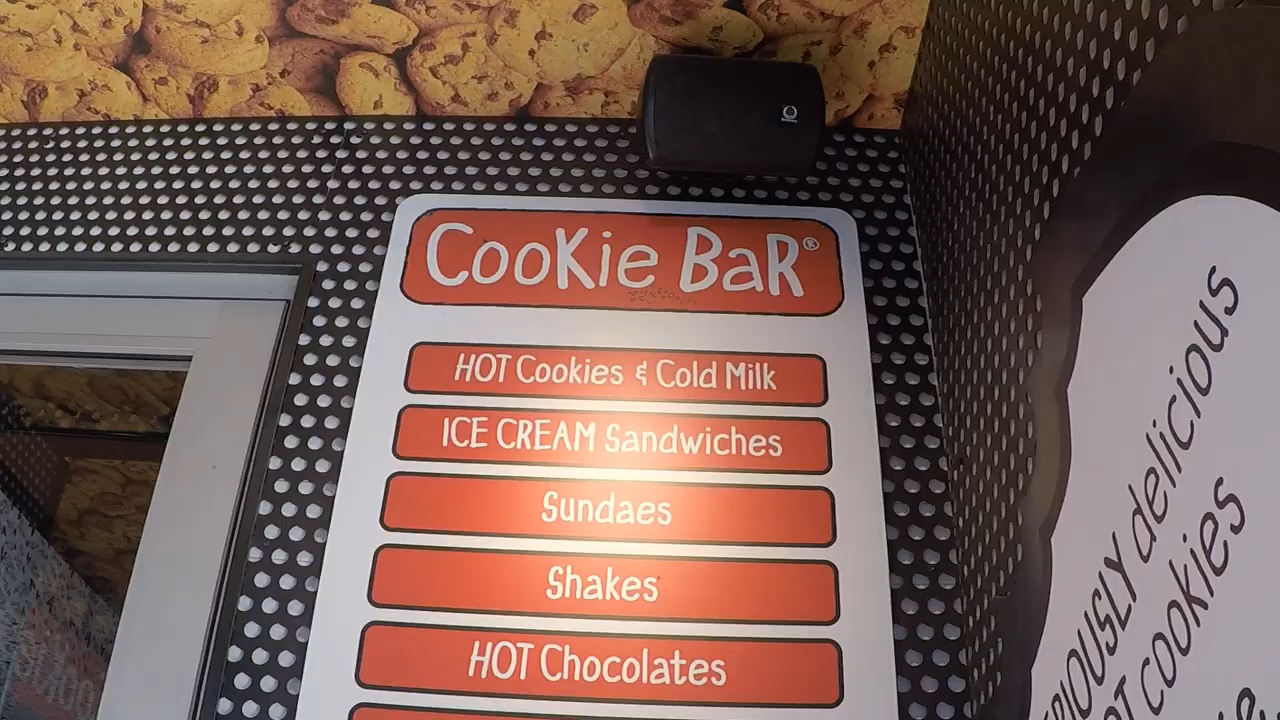 CooKie BaR®
HOT Cookies & Cold Milk
ICE CREAM Sandwiches
Sundaes
Shakes
HOT Chocolates
delicious
cookies